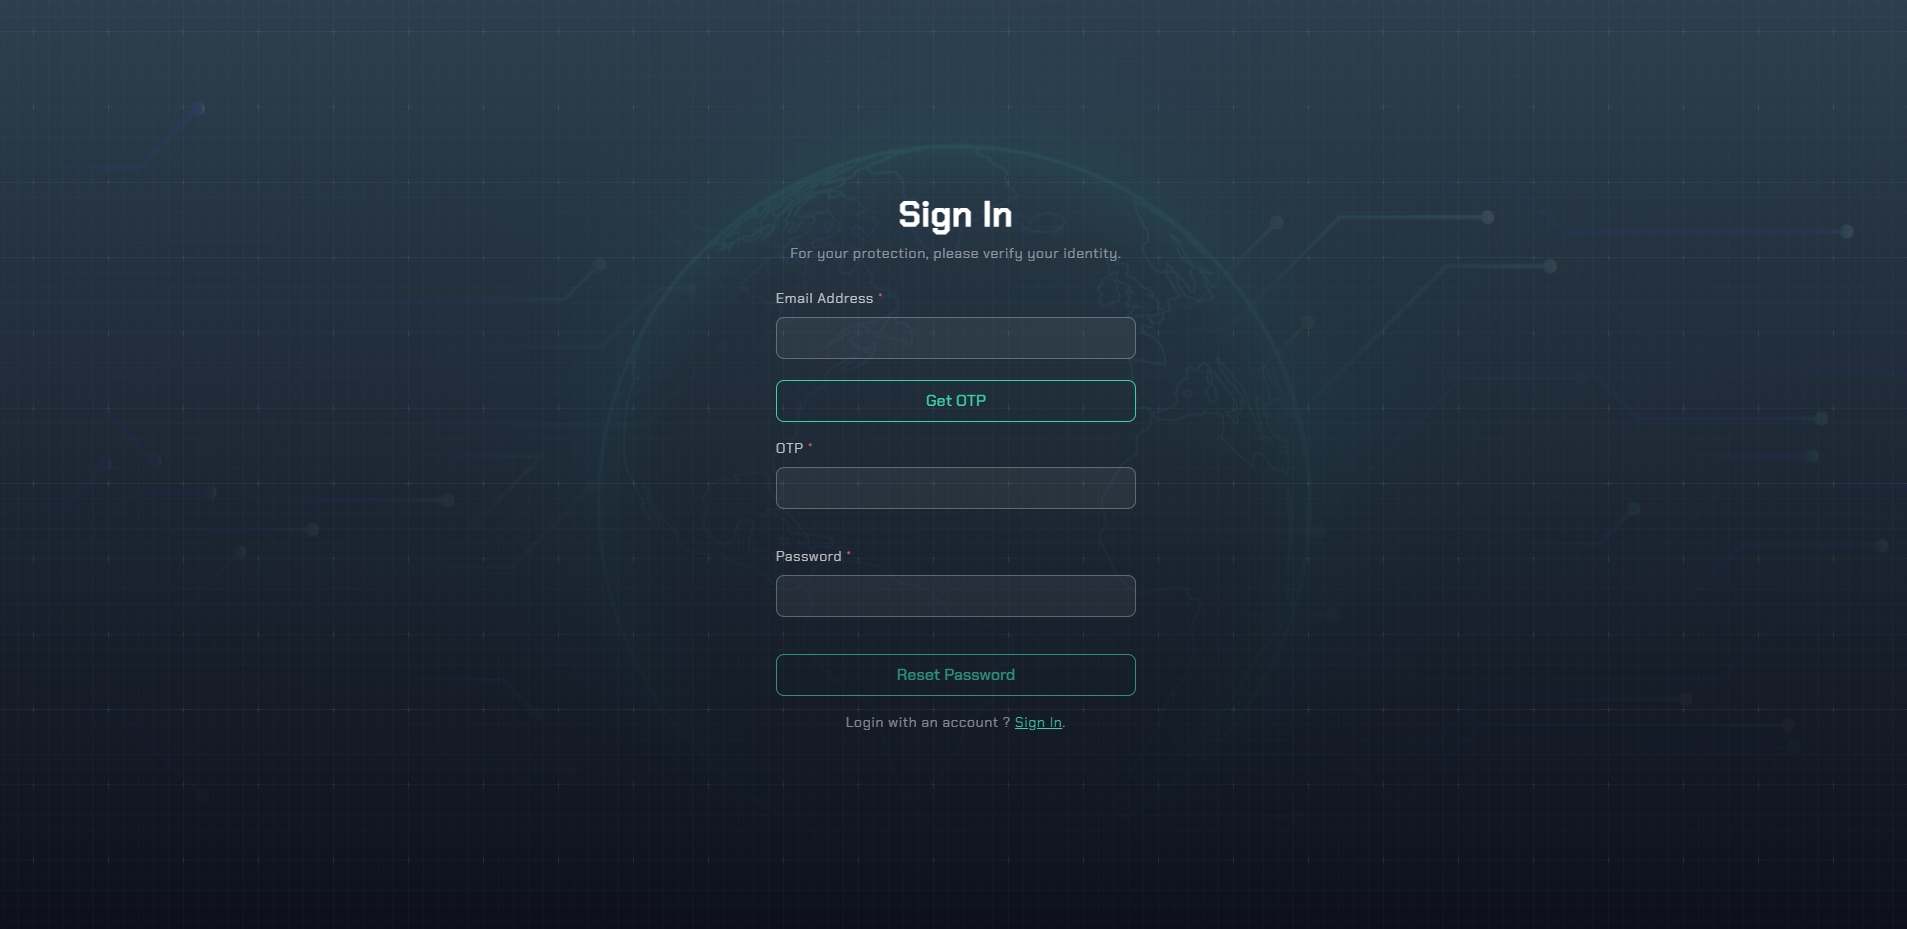 Sign In
For your protection, please verify your identity.
Email Address *
Get OTP
OTP *
Password *
Reset Password
Login with an account ? Sign In.